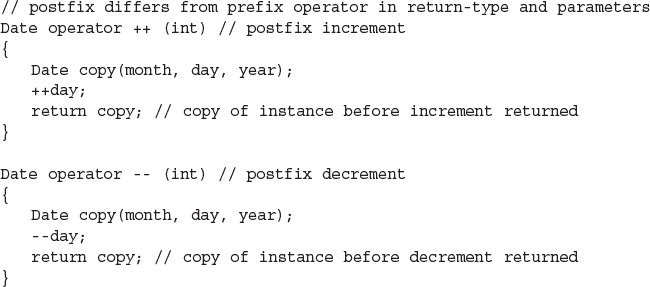 // postfix differs from prefix operator in return-type and parameters
Date operator ++ (int) // postfix increment
{
   Date copy(month, day, year);
   ++day;
   return copy; // copy of instance before increment returned
}

Date operator -- (int) // postfix decrement
{
   Date copy(month, day, year);
   --day;
   return copy; // copy of instance before decrement returned
}